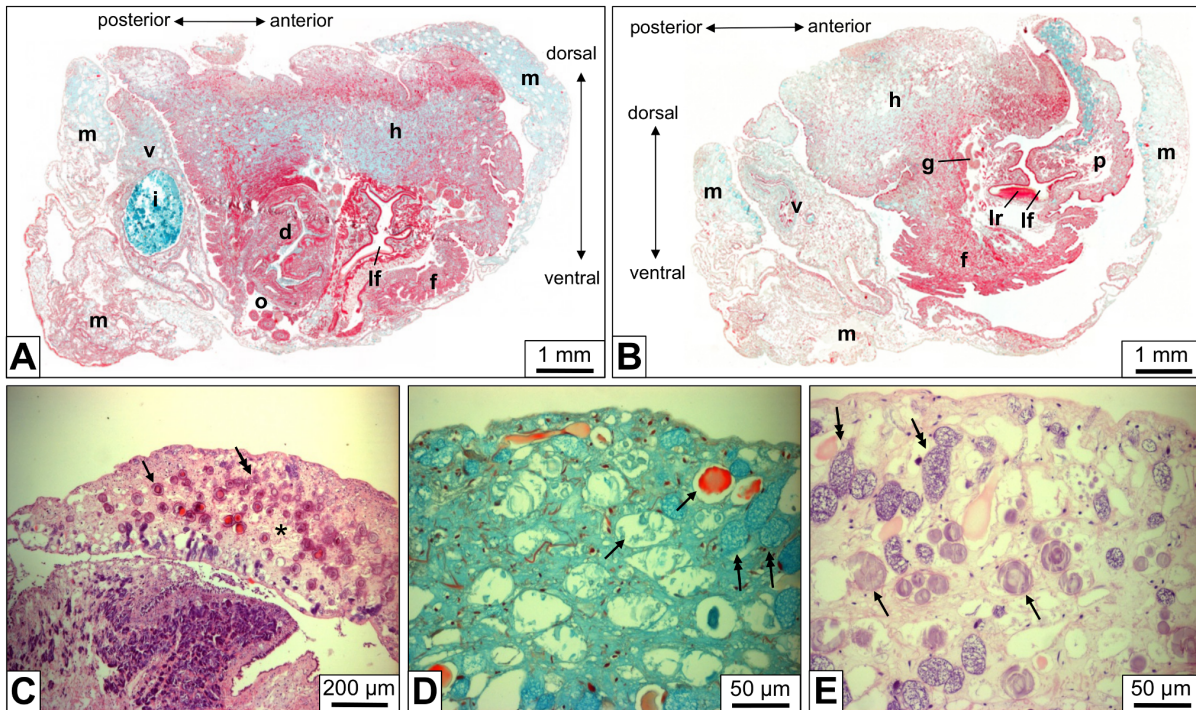 posterior anterior
dorsal
m
m
h
v
i
d
lf
f
o
m
ventral
A
1 mm
posterior anterior
h
dorsal
g
p
m
m
v
lr lf
f
ventral
m
B
1 mm
*
C
200 µm
D
50 µm
E
50 µm